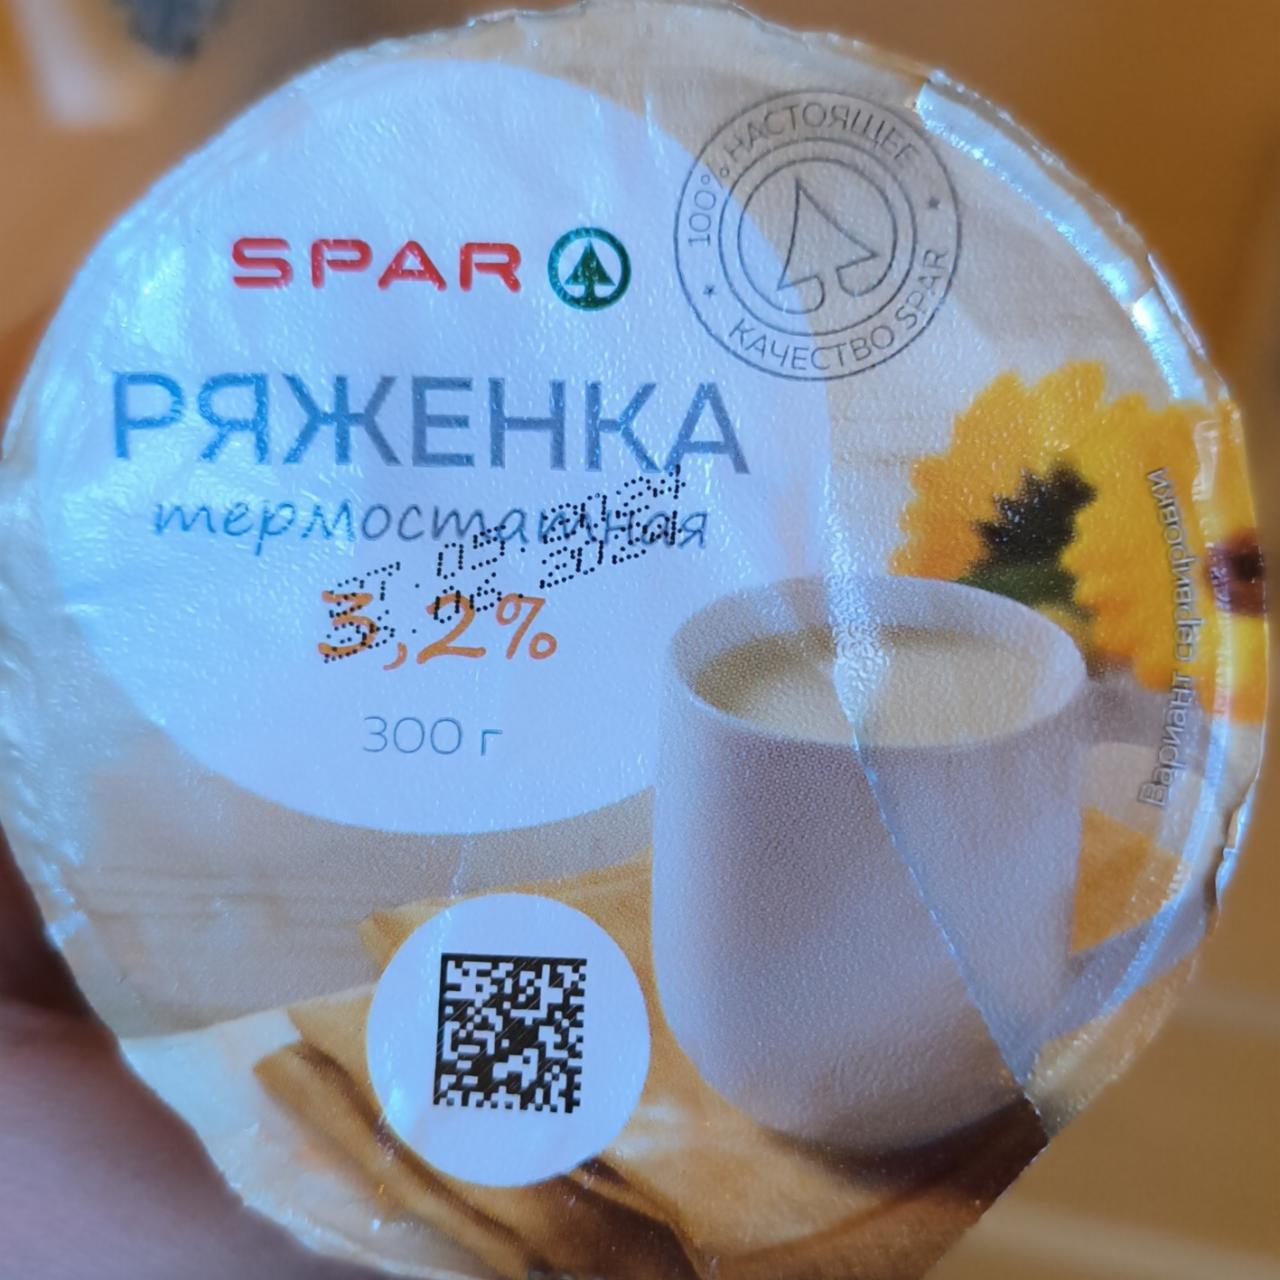 100% НАСТОЯЩЕЕ
КАЧЕСТВО SPAR
SPAR
РЯЖЕНКА
термостатная
3,2%
300 г
Вариант сервировки